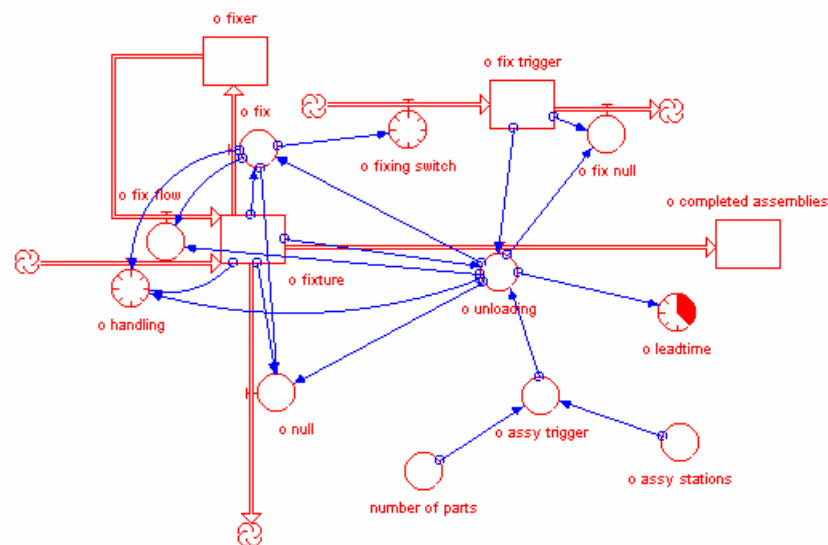 o fixer
o fix trigger
o fix
o fixing switch
o fix null
o fix flow
o completed assemblies
o fixture
o unloading
o handling
o leadtime
o null
o assy trigger
o assy stations
number of parts